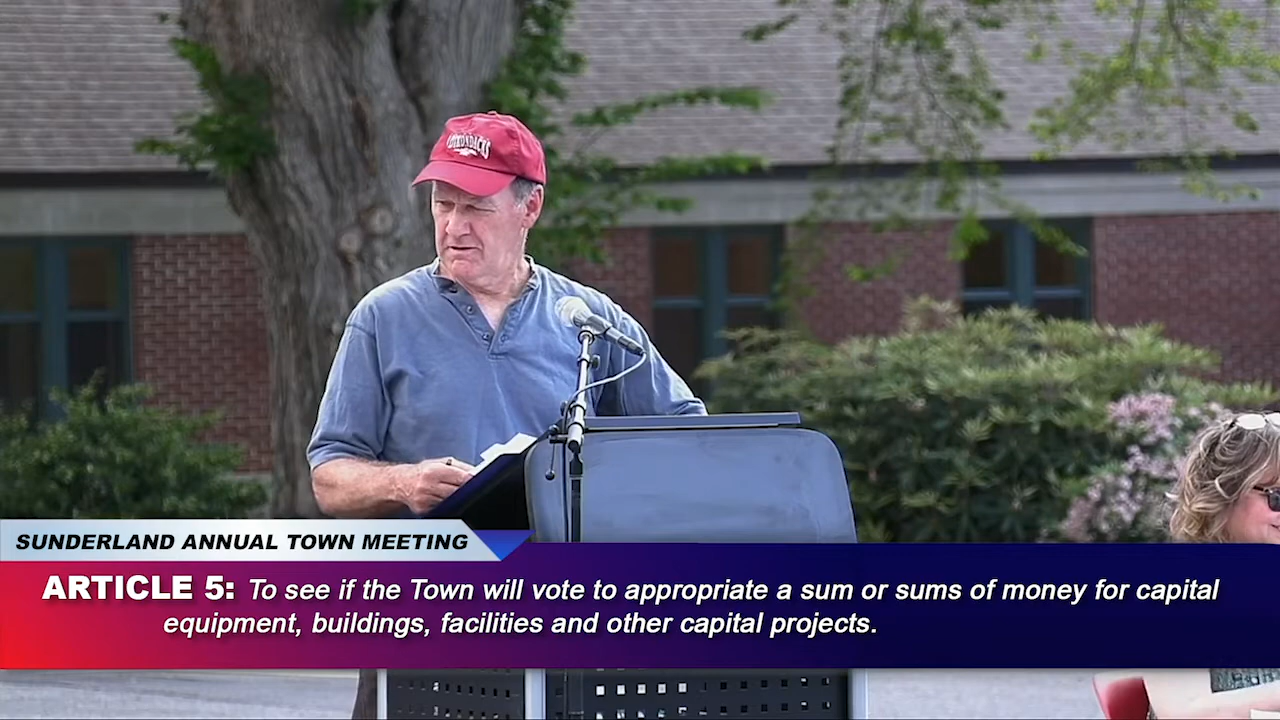 ADIRONDACKS
SUNDERLAND ANNUAL TOWN MEETING
ARTICLE 5: To see if the Town will vote to appropriate a sum or sums of money for capital
equipment, buildings, facilities and other capital projects.